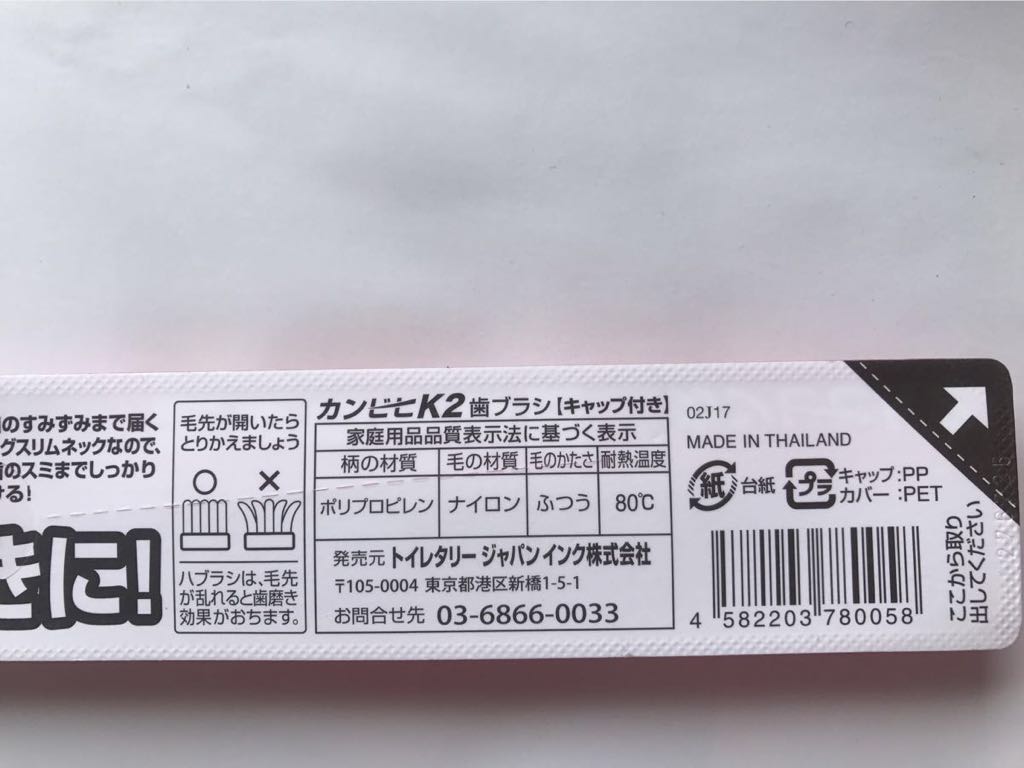 のすみずみまで届く
グスリムネックなので、
のスミまでしっかり
ける!
きに!
毛先が開いたら
とりかえましょう
○ ×
ハブラシは、毛先
が乱れると歯磨き
効果がおちます。
カンビヒK2 歯ブラシ【キャップ付き】
家庭用品品質表示法に基づく表示
柄の材質 毛の材質 毛のかたさ 耐熱温度
ポリプロピレン ナイロン ふつう 80℃
発売元 トイレタリー ジャパン インク株式会社
〒105-0004 東京都港区新橋1-5-1
お問合せ先 03-6866-0033
02J17
MADE IN THAILAND
紙 台紙 プラ キャップ:PP
カバー:PET
4 582203 780058
ここから取り
出してください